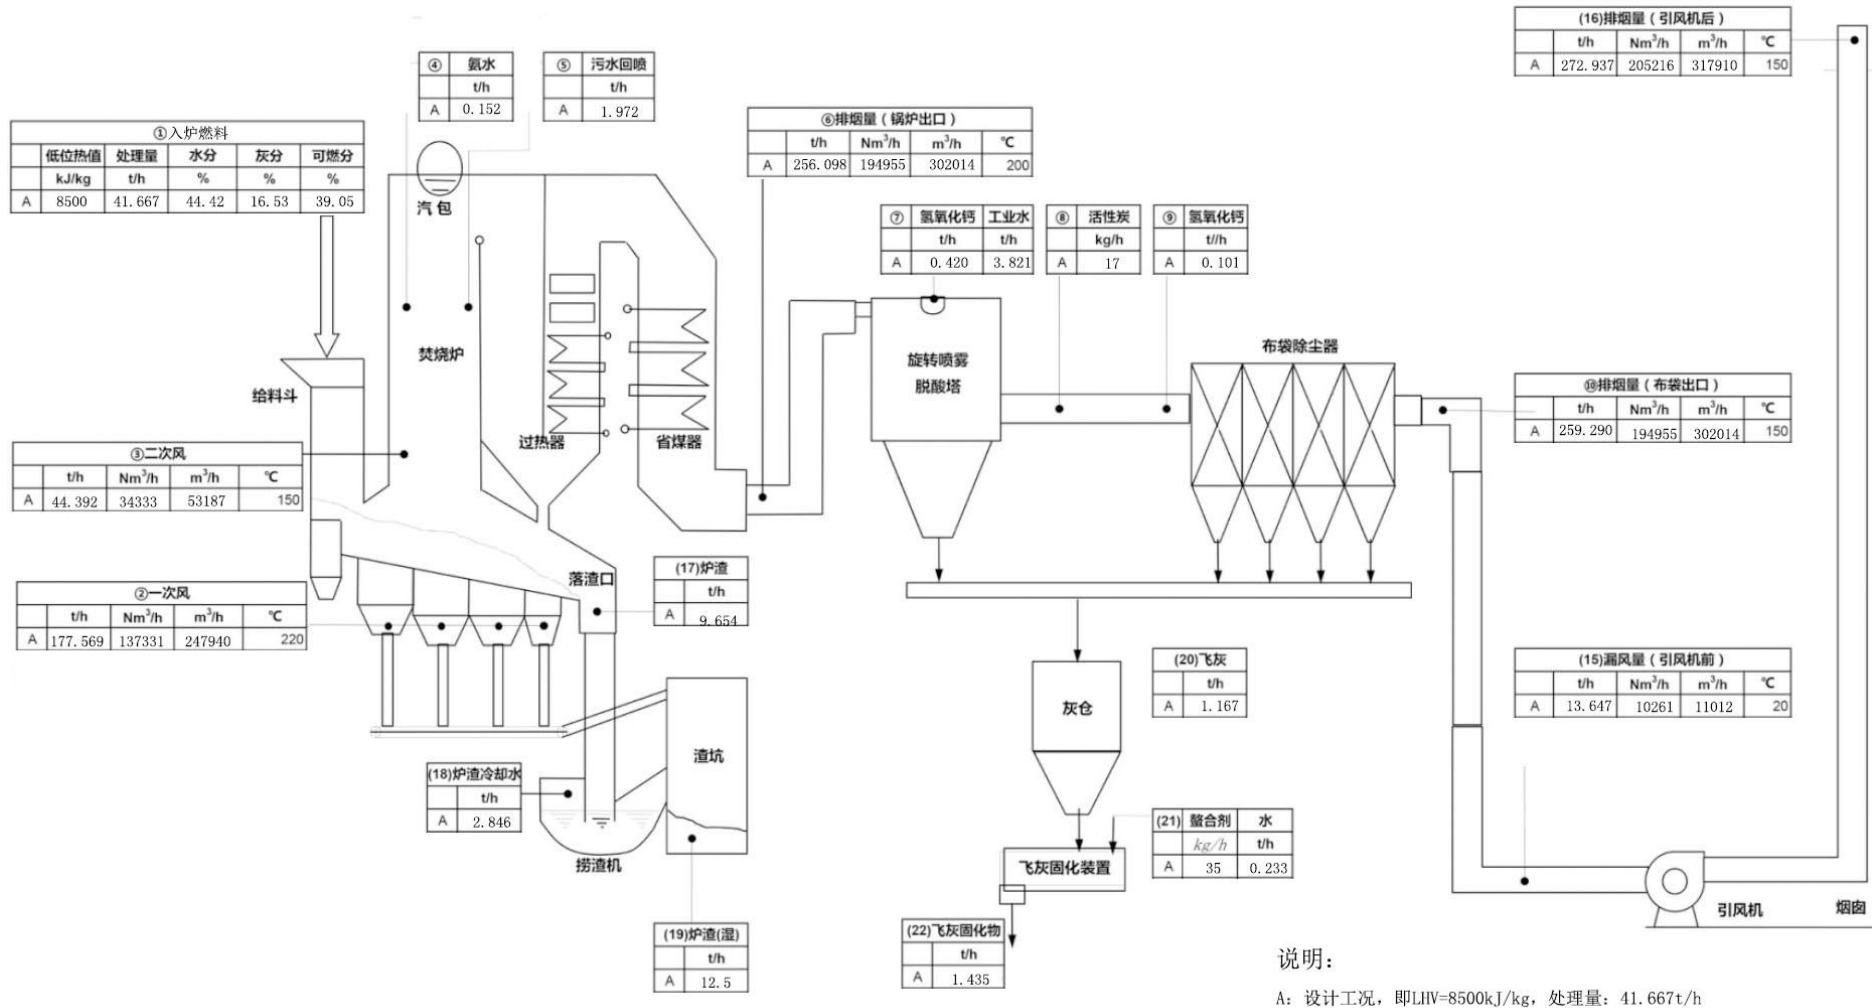 (16)排烟量（引风机后）
t/h Nm³/h m³/h ℃
A 272.937 205216 317910 150
④ 氨水
t/h
A 0.152
⑤ 污水回喷
t/h
A 1.972
⑥排烟量（锅炉出口）
t/h Nm³/h m³/h ℃
A 256.098 194955 302014 200
①入炉燃料
低位热值 处理量 水分 灰分 可燃分
kJ/kg t/h % % %
A 8500 41.667 44.42 16.53 39.05
汽包
⑦ 氢氧化钙 工业水
t/h t/h
A 0.420 3.821
⑧ 活性炭
kg/h
A 17
⑨ 氢氧化钙
t//h
A 0.101
焚烧炉
给料斗
过热器
省煤器
旋转喷雾
脱酸塔
布袋除尘器
⑩排烟量（布袋出口）
t/h Nm³/h m³/h ℃
A 259.290 194955 302014 150
③二次风
t/h Nm³/h m³/h ℃
A 44.392 34333 53187 150
落渣口
(17)炉渣
t/h
A 9.654
②一次风
t/h Nm³/h m³/h ℃
A 177.569 137331 247940 220
(20)飞灰
t/h
A 1.167
(15)漏风量（引风机前）
t/h Nm³/h m³/h ℃
A 13.647 10261 11012 20
灰仓
渣坑
(18)炉渣冷却水
t/h
A 2.846
捞渣机
(21) 螯合剂 水
kg/h t/h
A 35 0.233
飞灰固化装置
(19)炉渣(湿)
t/h
A 12.5
(22)飞灰固化物
t/h
A 1.435
引风机
烟囱
说明：
A：设计工况，即LHV=8500kJ/kg，处理量：41.667t/h